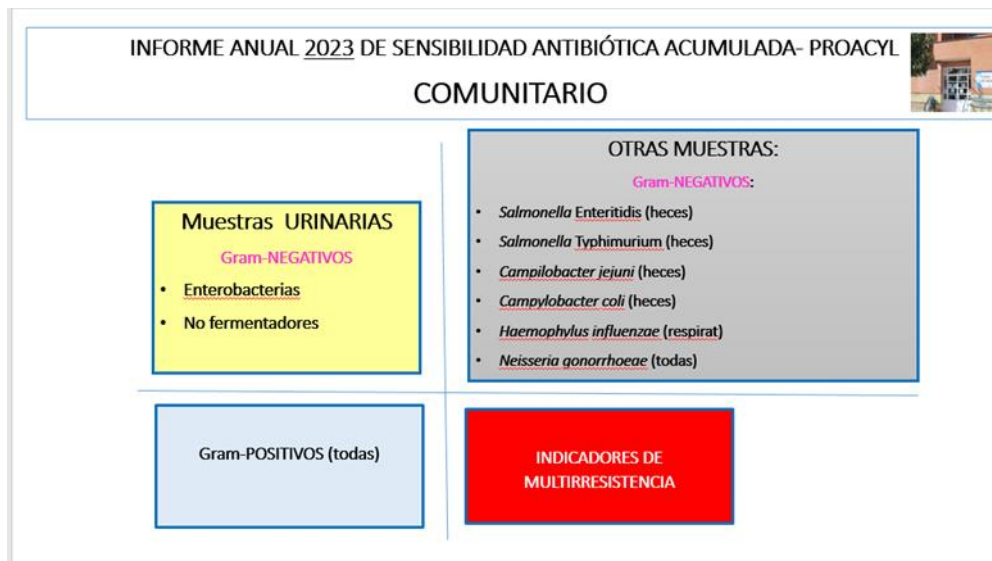 INFORME ANUAL 2023 DE SENSIBILIDAD ANTIBIÓTICA ACUMULADA- PROACYL
COMUNITARIO
Muestras URINARIAS
Gram-NEGATIVOS
• Enterobacterias
• No fermentadores
OTRAS MUESTRAS:
Gram-NEGATIVOS:
• Salmonella Enteritidis (heces)
• Salmonella Typhimurium (heces)
• Campilobacter jejuni (heces)
• Campylobacter coli (heces)
• Haemophylus influenzae (respirat)
• Neisseria gonorrhoeae (todas)
Gram-POSITIVOS (todas)
INDICADORES DE
MULTIRRESISTENCIA